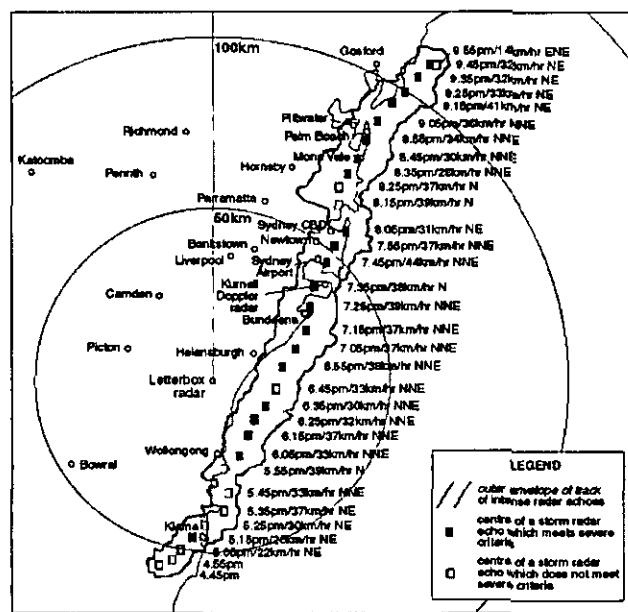 100km
Gosford
9.55pm/14km/hr ENE
9.45pm/32km/hr NE
9.35pm/32km/hr NE
9.25pm/33km/hr NE
9.15pm/41km/hr NE
Pittwater
9.05pm/36km/hr NNE
Richmond
Palm Beach
8.55pm/34km/hr NNE
Mona Vale
8.45pm/30km/hr NNE
Katoomba
Hornsby
8.35pm/28km/hr NNE
Penrith
8.25pm/37km/hr N
8.15pm/39km/hr N
Parramatta
50km
Sydney CBD
8.05pm/31km/hr NE
Newtown
7.55pm/37km/hr NNE
Bankstown
Liverpool
Sydney
Airport
7.45pm/44km/hr NNE
Kurnell
Doppler
radar
7.35pm/38km/hr N
Camden
7.25pm/39km/hr NNE
Bundeena
7.15pm/37km/hr NNE
Picton
Helensburgh
7.05pm/37km/hr NNE
6.55pm/38km/hr NNE
Letterbox
radar
6.45pm/33km/hr NNE
6.35pm/30km/hr NNE
6.25pm/32km/hr NNE
6.15pm/37km/hr NNE
Wollongong
6.05pm/33km/hr NNE
Bowral
5.55pm/39km/hr N
5.45pm/33km/hr NNE
5.35pm/37km/hr NE
Kiama
5.25pm/30km/hr NE
5.15pm/26km/hr NE
5.05pm/22km/hr NE
4.55pm
4.45pm
LEGEND
outer envelope of track
of intense radar echoes
centre of a storm radar
echo which meets severe
criteria
centre of a storm radar
echo which does not meet
severe criteria